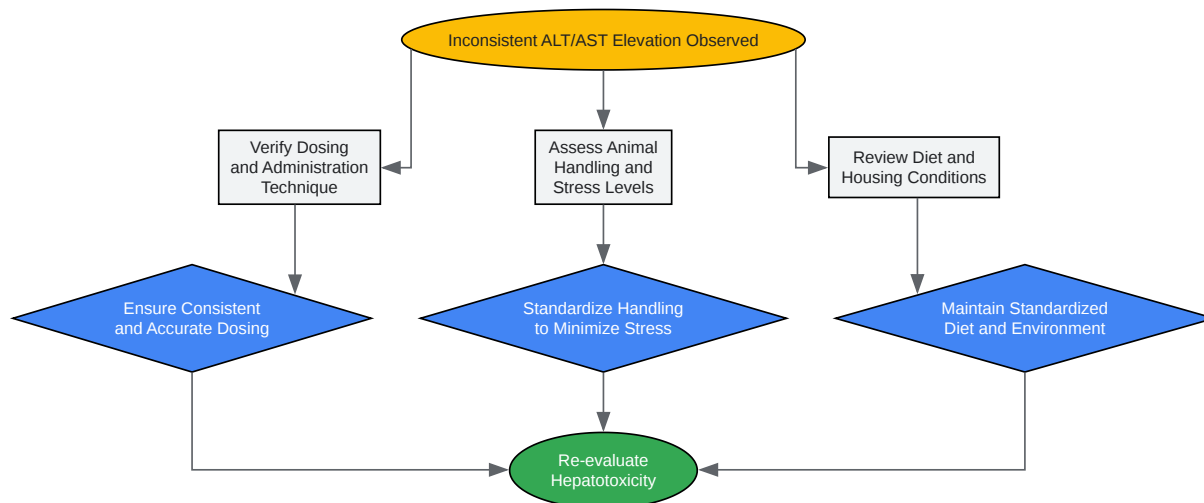 Inconsistent ALT/AST Elevation Observed
Verify Dosing
and Administration
Technique
Assess Animal
Handling and
Stress Levels
Review Diet and
Housing Conditions
Ensure Consistent
and Accurate Dosing
Standardize Handling
to Minimize Stress
Maintain Standardized
Diet and Environment
Re-evaluate
Hepatotoxicity